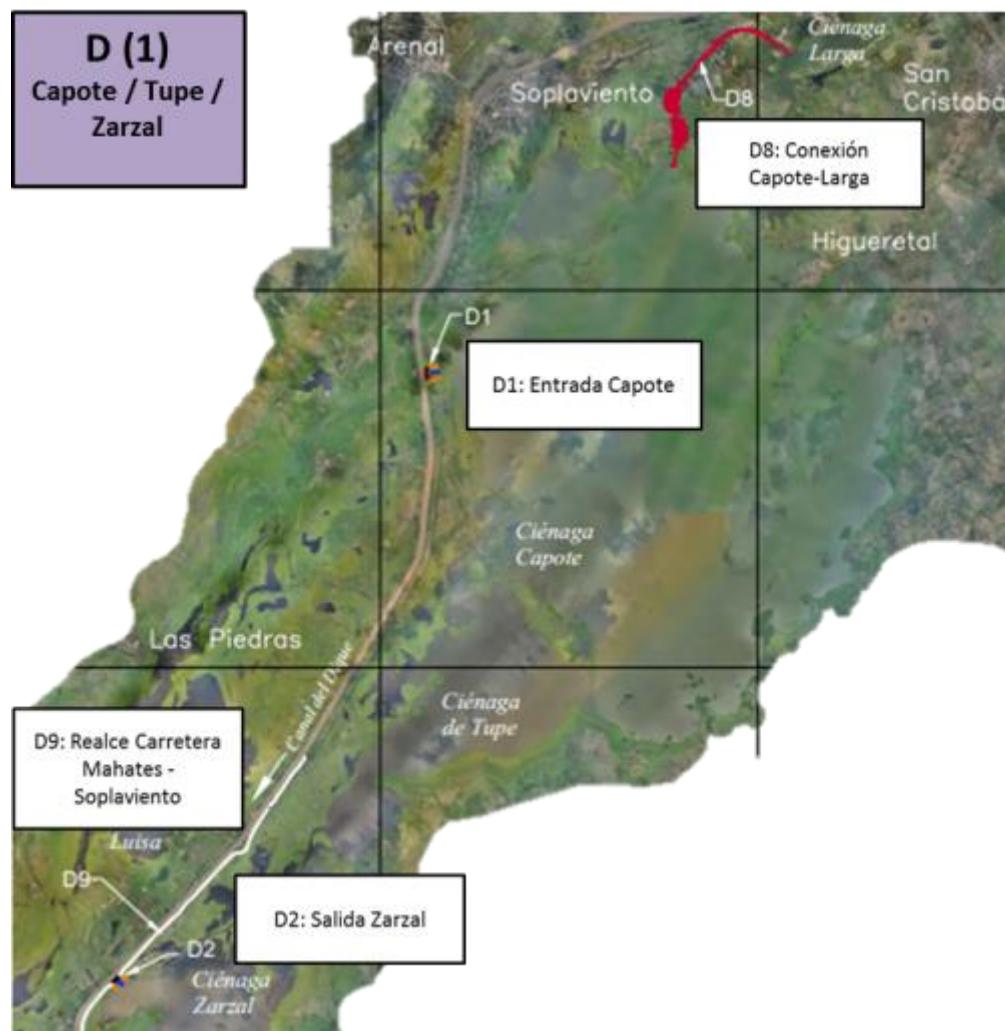 D (1)
Capote / Tupe /
Zarzal
Arenal
Ciénaga
Larga
Soplaviento
D8
San
Cristobá
D8: Conexión
Capote-Larga
Higueretal
D1
D1: Entrada Capote
Ciénaga
Capote
Las Piedras
Canal del Dique
Ciénaga
de Tupe
D9: Realce Carretera
Mahates -
Soplaviento
Luisa
D9
D2: Salida Zarzal
D2
Ciénaga
Zarzal